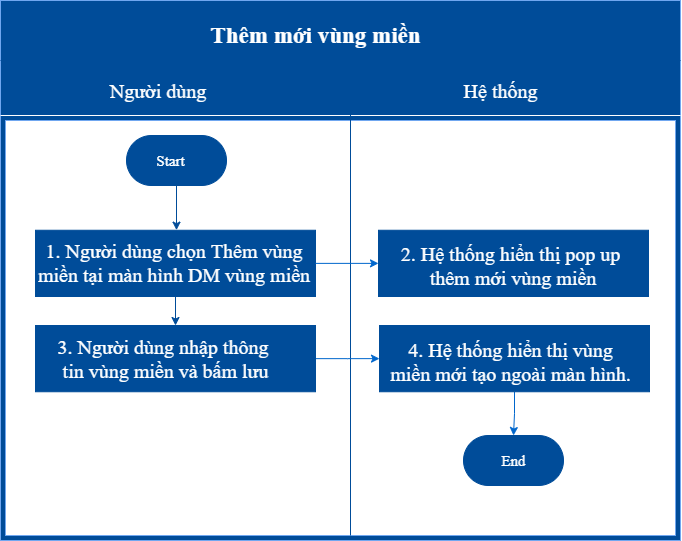 Thêm mới vùng miền
Người dùng
Hệ thống
Start
1. Người dùng chọn Thêm vùng
miền tại màn hình DM vùng miền
2. Hệ thống hiển thị pop up
thêm mới vùng miền
3. Người dùng nhập thông
tin vùng miền và bấm lưu
4. Hệ thống hiển thị vùng
miền mới tạo ngoài màn hình.
End